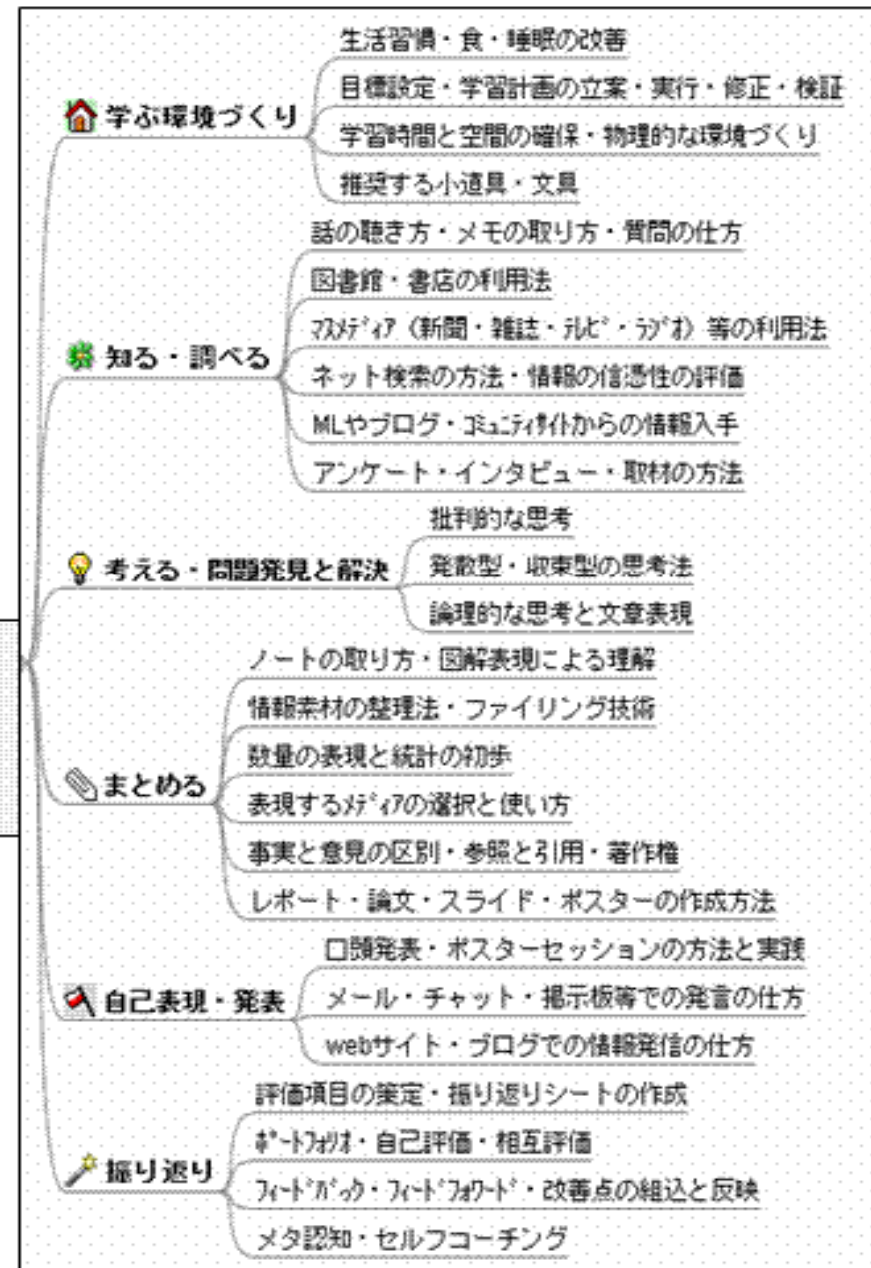 学ぶ環境づくり
生活習慣・食・睡眠の改善
目標設定・学習計画の立案・実行・修正・検証
学習時間と空間の確保・物理的な環境づくり
推奨する小道具・文具
知る・調べる
話の聴き方・メモの取り方・質問の仕方
図書館・書店の利用法
ﾏｽﾒﾃﾞｨｱ（新聞・雑誌・ﾃﾚﾋﾞ・ﾗｼﾞｵ）等の利用法
ネット検索の方法・情報の信憑性の評価
MLやブログ・ｺﾐｭﾆﾃｨｻｲﾄからの情報入手
アンケート・インタビュー・取材の方法
考える・問題発見と解決
批判的な思考
発散型・収束型の思考法
論理的な思考と文章表現
まとめる
ノートの取り方・図解表現による理解
情報素材の整理法・ファイリング技術
数量の表現と統計の初歩
表現するﾒﾃﾞｨｱの選択と使い方
事実と意見の区別・参照と引用・著作権
レポート・論文・スライド・ポスターの作成方法
自己表現・発表
口頭発表・ポスターセッションの方法と実践
メール・チャット・掲示板等での発言の仕方
webサイト・ブログでの情報発信の仕方
振り返り
評価項目の策定・振り返りシートの作成
ﾎﾟｰﾄﾌｫﾘｵ・自己評価・相互評価
ﾌｨｰﾄﾞﾊﾞｯｸ・ﾌｨｰﾄﾞﾌｫﾜｰﾄﾞ・改善点の組込と反映
メタ認知・セルフコーチング